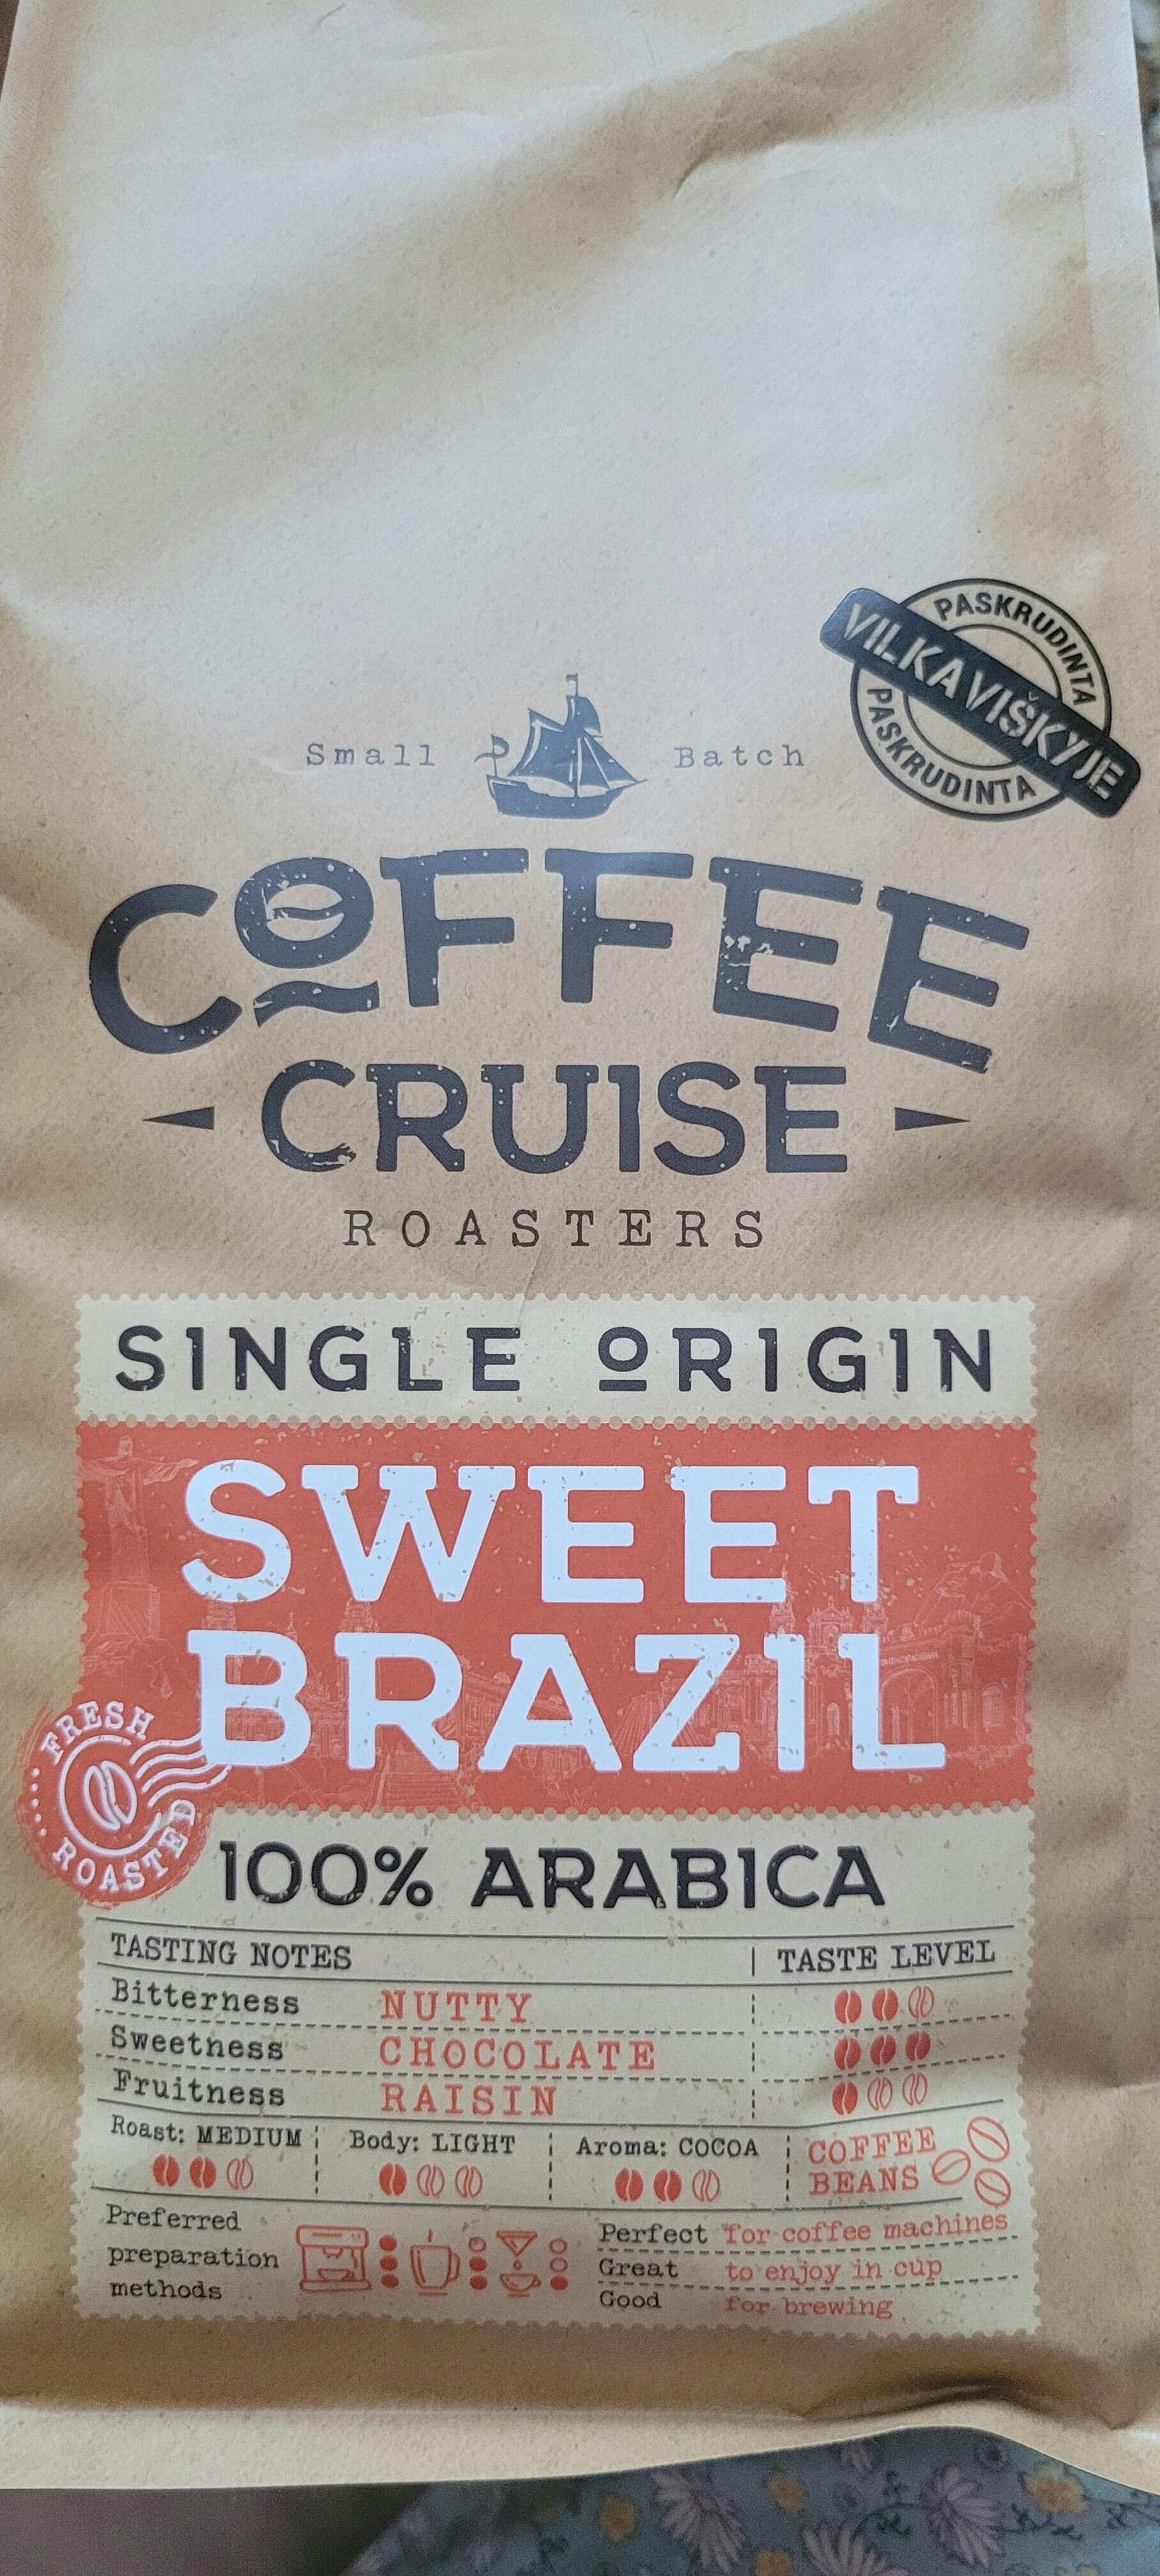 PASKRUDINTA
VILKAVIŠKYJE
PASKRUDINTA
Small Batch
COFFEE
CRUISE
ROASTERS
SINGLE ORIGIN
SWEET
BRAZIL
FRESH
ROASTED
100% ARABICA
TASTING NOTES TASTE LEVEL
Bitterness NUTTY
Sweetness CHOCOLATE
Fruitness RAISIN
Roast: MEDIUM Body: LIGHT Aroma: COCOA COFFEE
BEANS
Preferred
preparation
methods
Perfect for coffee machines
Great to enjoy in cup
Good for brewing